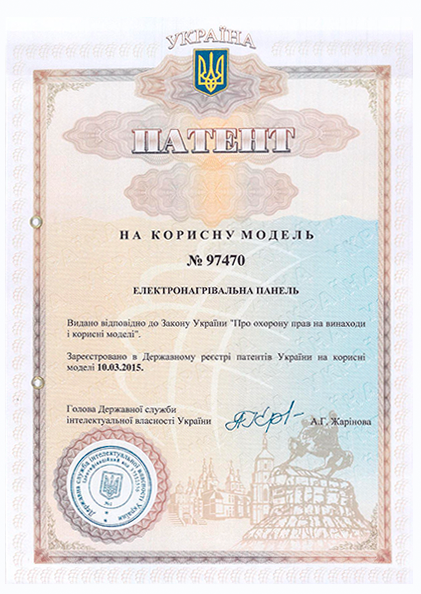 УКРАЇНА
ПАТЕНТ
НА КОРИСНУ МОДЕЛЬ
№ 97470
ЕЛЕКТРОНАГРІВАЛЬНА ПАНЕЛЬ
Видано відповідно до Закону України "Про охорону прав на винаходи
і корисні моделі".
Зареєстровано в Державному реєстрі патентів України на корисні
моделі 10.03.2015.
Голова Державної служби
інтелектуальної власності України
А.Г. Жарінова
Державна служба інтелектуальної власності України